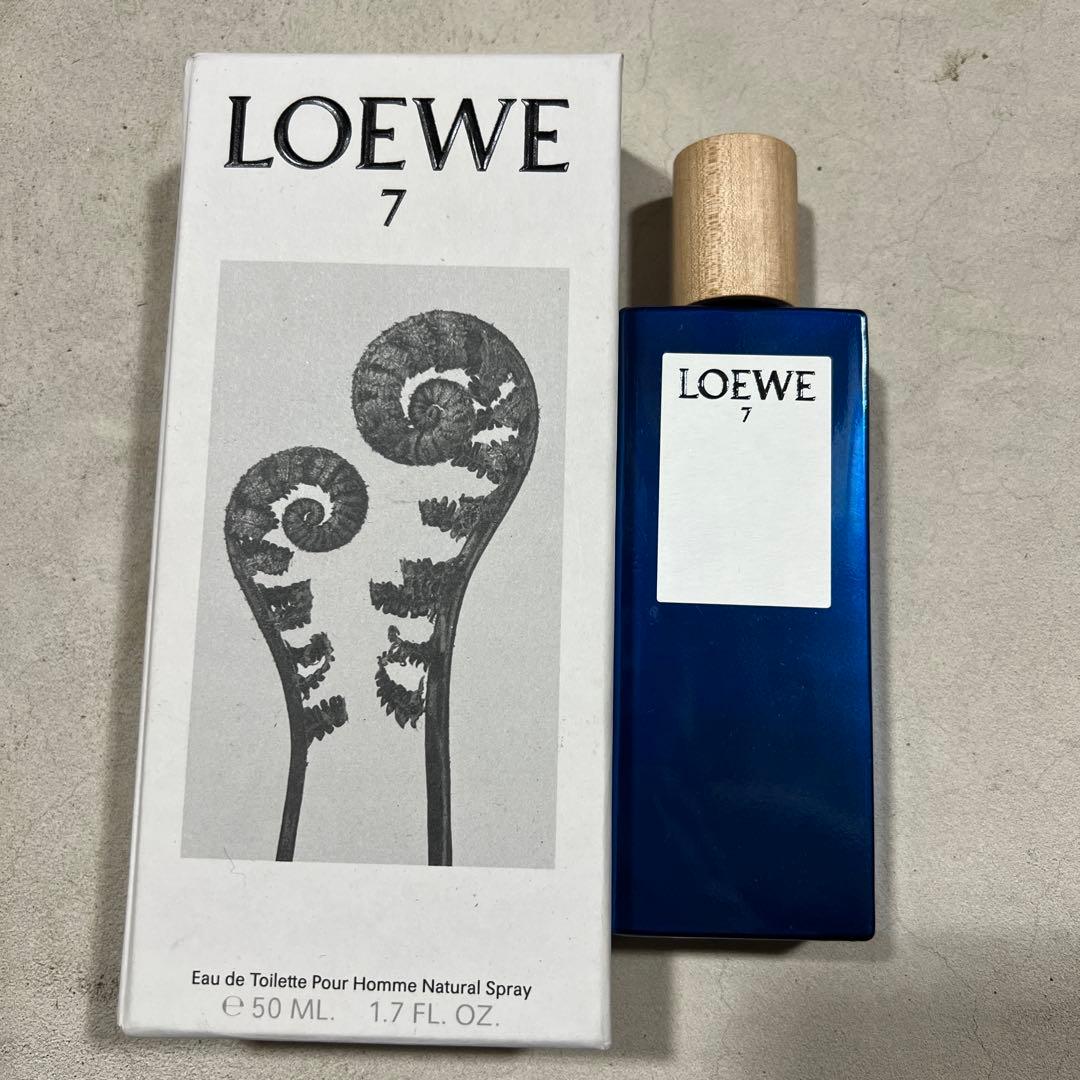 LOEWE
7
Eau de Toilette Pour Homme Natural Spray
℮ 50 ML. 1.7 FL. OZ.
LOEWE
7